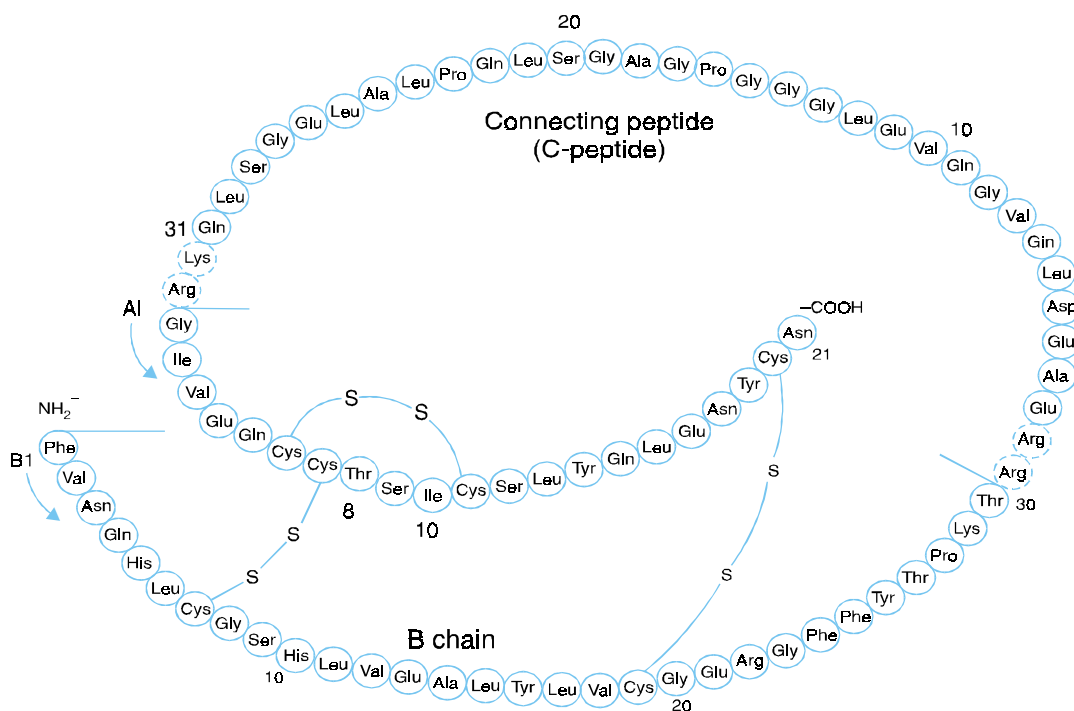 20
Connecting peptide
(C-peptide)
10
31
Lys Gln Leu Ser Gly Glu Leu Ala Leu Pro Gln Leu Ser Gly Ala Gly Pro Gly Gly Gly Leu Glu Val Gln Gly Val Gln Leu Asp Glu Ala Glu Arg Arg
Arg
A1
Gly Ile Val Glu Gln Cys Cys Thr Ser Ile Cys Ser Leu Tyr Gln Leu Glu Asn Tyr Cys Asn
–COOH
21
S
S
8
10
S
S
S
S
NH2–
B1
Phe Val Asn Gln His Leu Cys Gly Ser His Leu Val Glu Ala Leu Tyr Leu Val Cys Gly Glu Arg Gly Phe Phe Tyr Thr Pro Lys Thr
30
B chain
10
20